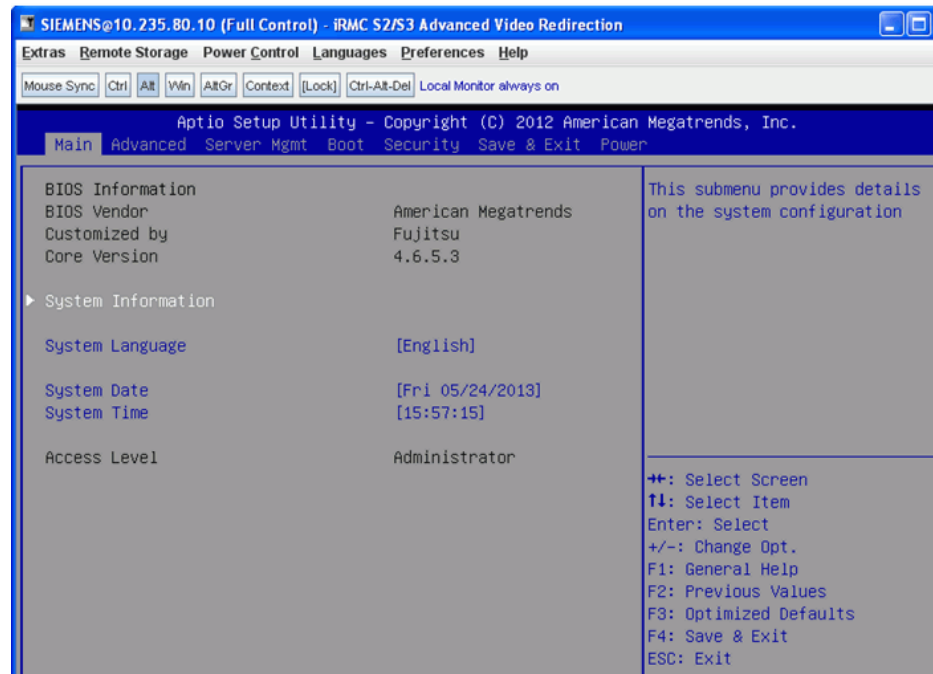 SIEMENS@10.235.80.10 (Full Control) - iRMC S2/S3 Advanced Video Redirection
Extras Remote Storage Power Control Languages Preferences Help
Mouse Sync Ctrl Alt Win AltGr Context [Lock] Ctrl-Alt-Del Local Monitor always on
Aptio Setup Utility – Copyright (C) 2012 American Megatrends, Inc.
Main Advanced Server Mgmt Boot Security Save & Exit Power
BIOS Information
BIOS Vendor American Megatrends
Customized by Fujitsu
Core Version 4.6.5.3
System Information
System Language [English]
System Date [Fri 05/24/2013]
System Time [15:57:15]
Access Level Administrator
This submenu provides details
on the system configuration
→←: Select Screen
↑↓: Select Item
Enter: Select
+/-: Change Opt.
F1: General Help
F2: Previous Values
F3: Optimized Defaults
F4: Save & Exit
ESC: Exit